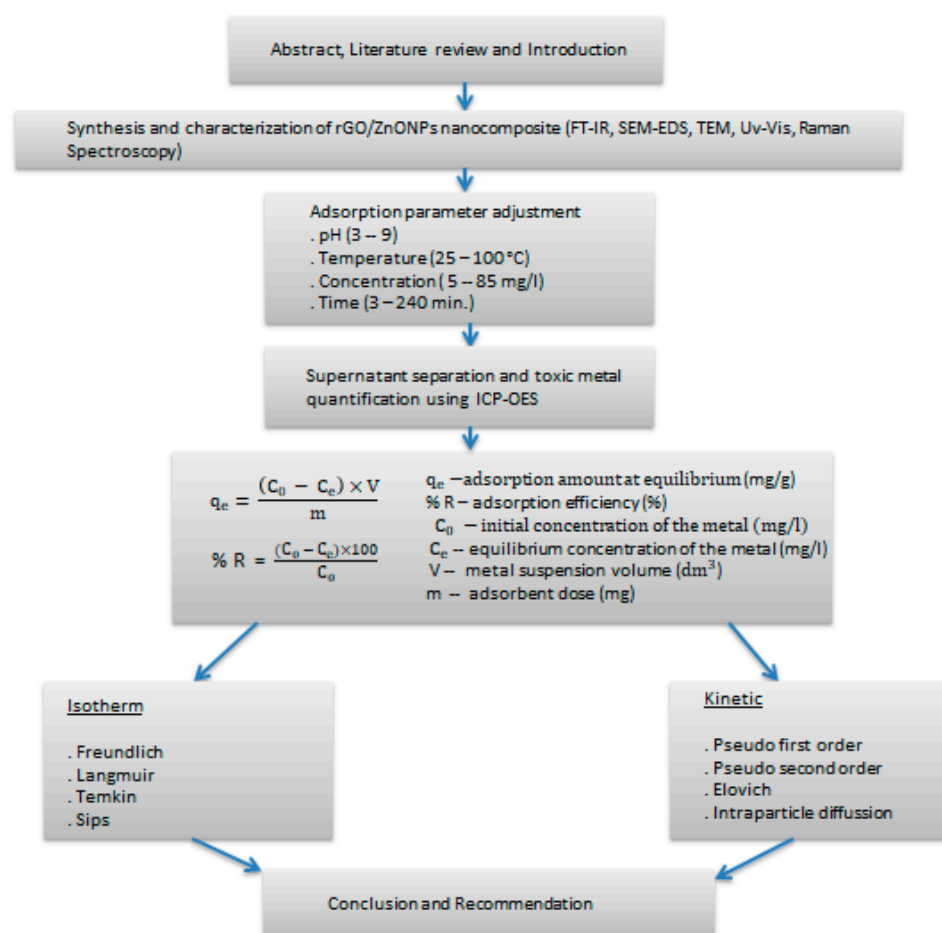 Abstract, Literature review and Introduction
Synthesis and characterization of rGO/ZnONPs nanocomposite (FT-IR, SEM-EDS, TEM, Uv-Vis, Raman
Spectroscopy)
Adsorption parameter adjustment
. pH (3 – 9)
. Temperature (25 – 100 °C)
. Concentration ( 5 – 85 mg/l)
. Time (3 – 240 min.)
Supernatant separation and toxic metal
quantification using ICP-OES
qₑ = (C₀ − Cₑ) × V / m
% R = (C₀ − Cₑ)×100 / C₀
qₑ –adsorption amount at equilibrium (mg/g)
% R – adsorption efficiency (%)
C₀ – initial concentration of the metal (mg/l)
Cₑ – equilibrium concentration of the metal (mg/l)
V – metal suspension volume (dm³)
m – adsorbent dose (mg)
Isotherm
. Freundlich
. Langmuir
. Temkin
. Sips
Kinetic
. Pseudo first order
. Pseudo second order
. Elovich
. Intraparticle diffussion
Conclusion and Recommendation